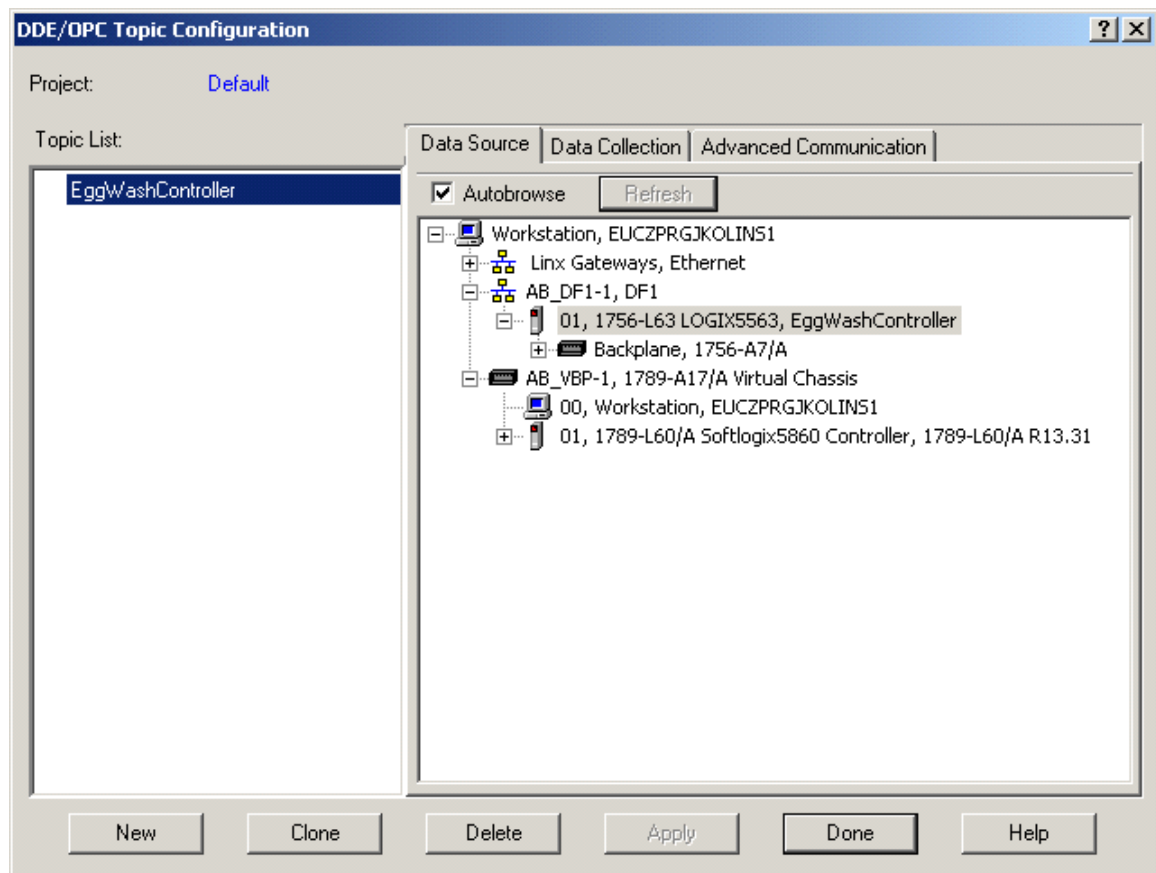 DDE/OPC Topic Configuration
Project: Default
Topic List:
EggWashController
Data Source Data Collection Advanced Communication
Autobrowse Refresh
Workstation, EUCZPRGJKOLINS1
Linx Gateways, Ethernet
AB_DF1-1, DF1
01, 1756-L63 LOGIX5563, EggWashController
Backplane, 1756-A7/A
AB_VBP-1, 1789-A17/A Virtual Chassis
00, Workstation, EUCZPRGJKOLINS1
01, 1789-L60/A Softlogix5860 Controller, 1789-L60/A R13.31
New Clone Delete Apply Done Help